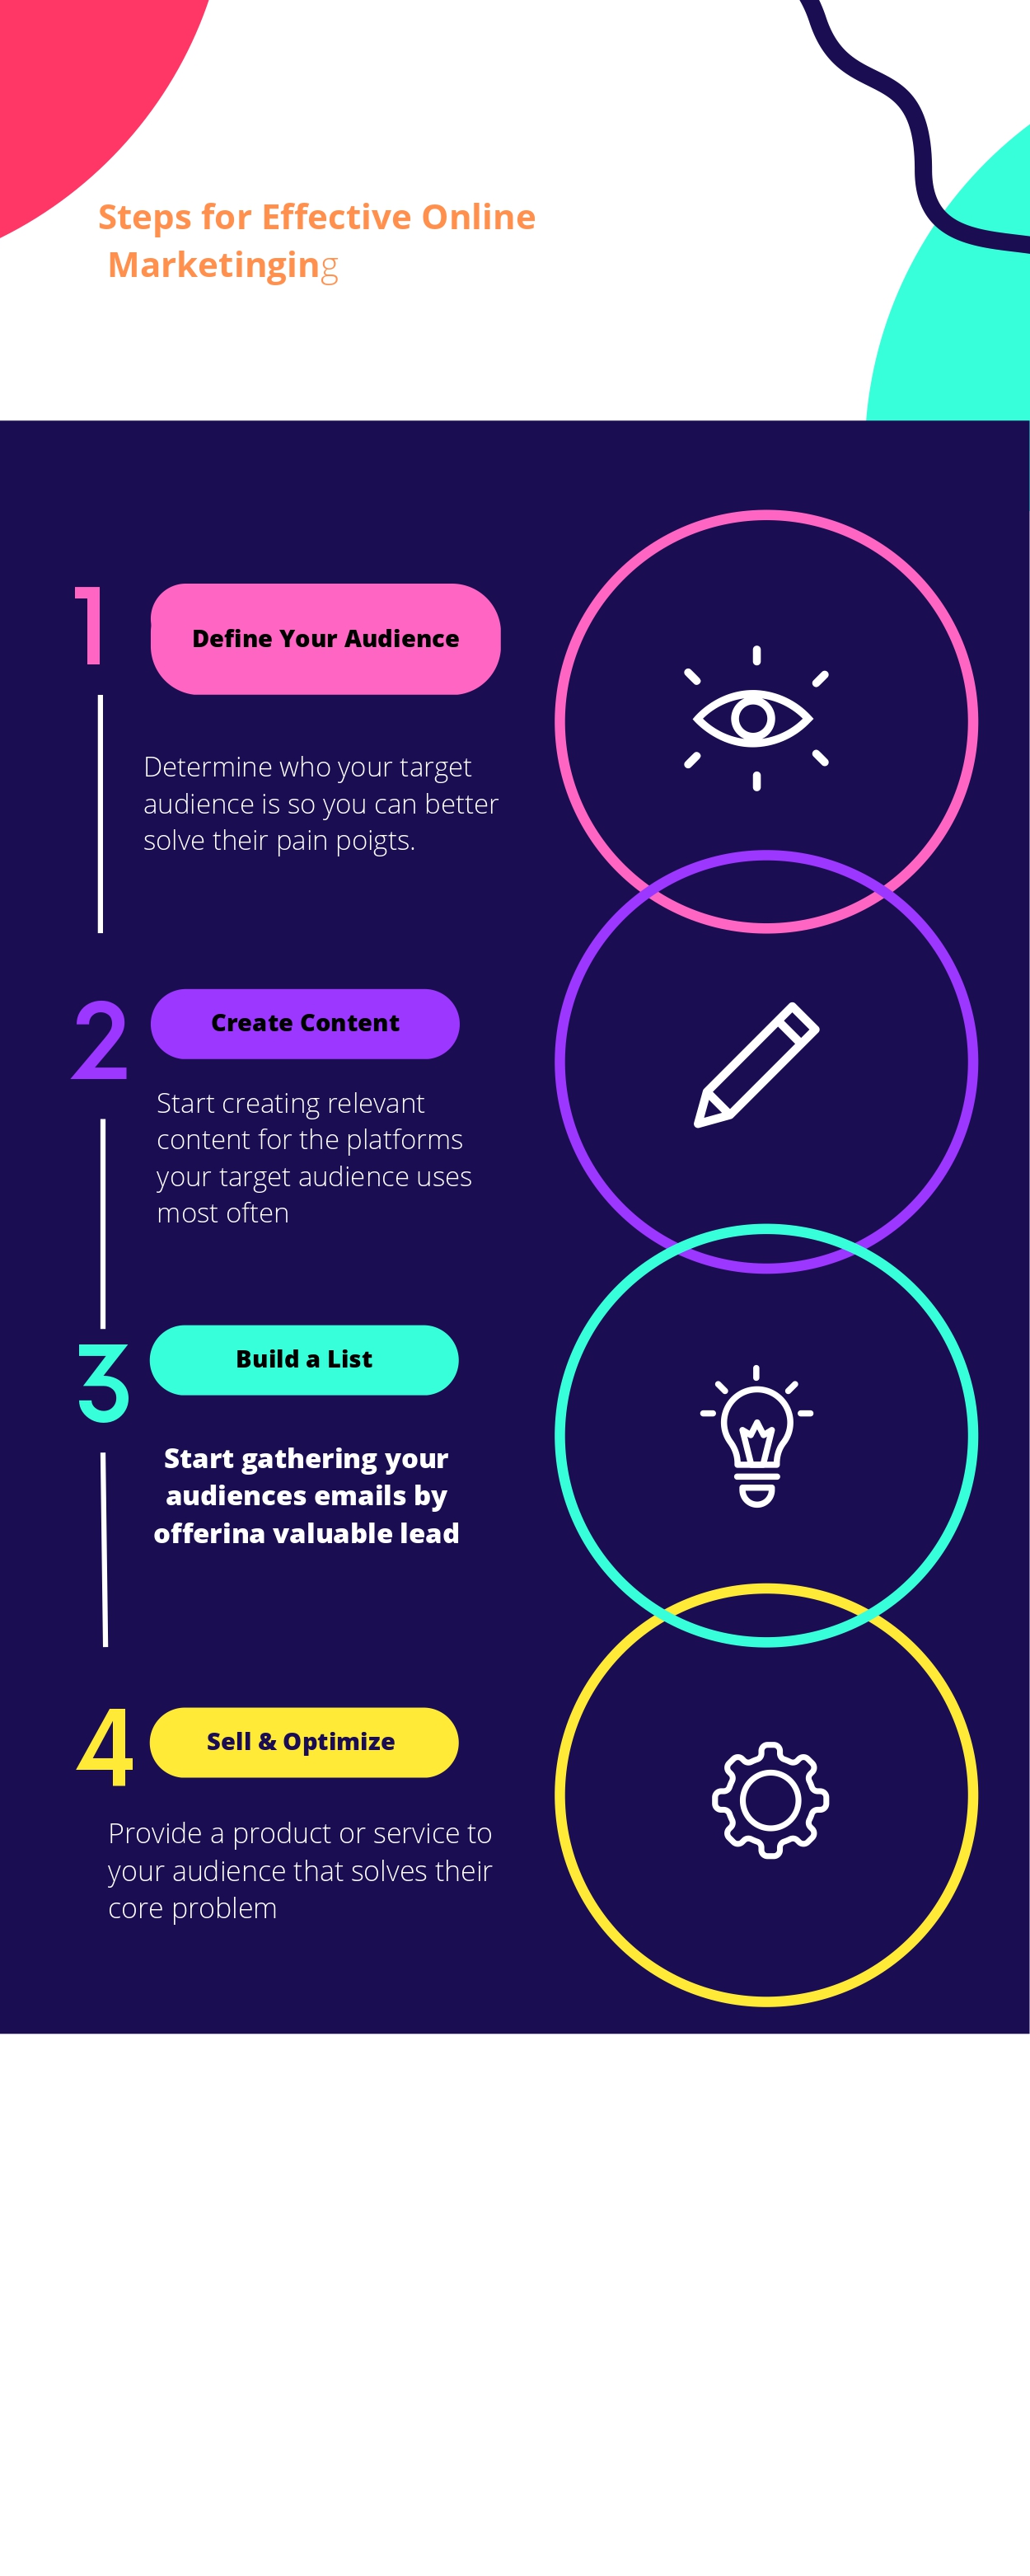 Steps for Effective Online
Marketinging
1
Define Your Audience
Determine who your target
audience is so you can better
solve their pain poigts.
2
Create Content
Start creating relevant
content for the platforms
your target audience uses
most often
3
Build a List
Start gathering your
audiences emails by
offerina valuable lead
4
Sell & Optimize
Provide a product or service to
your audience that solves their
core problem